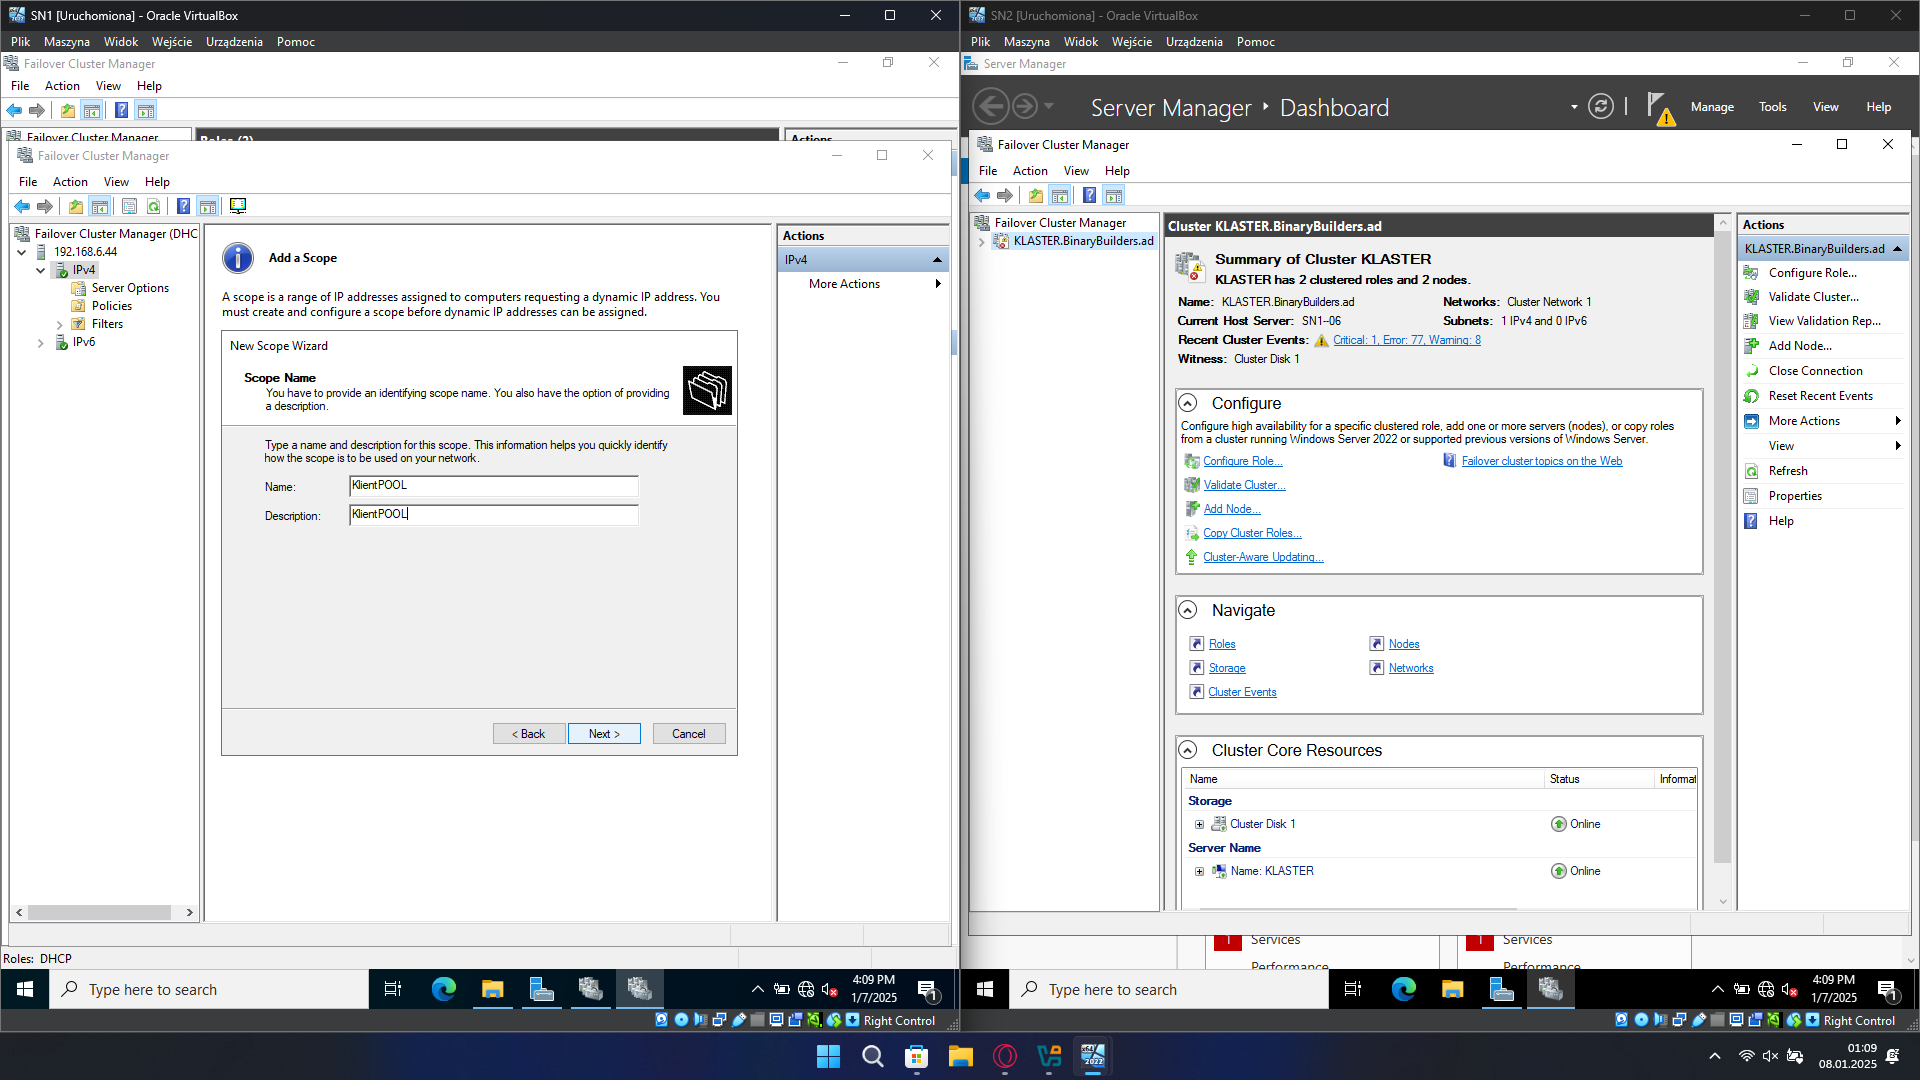 SN1 [Uruchomiona] - Oracle VirtualBox
Plik Maszyna Widok Wejście Urządzenia Pomoc
Failover Cluster Manager
File Action View Help
Failover Cluster Manager
Roles (2)
Actions
Failover Cluster Manager
File Action View Help
Failover Cluster Manager (DHC
192.168.6.44
IPv4
Server Options
Policies
Filters
IPv6
Add a Scope
A scope is a range of IP addresses assigned to computers requesting a dynamic IP address. You
must create and configure a scope before dynamic IP addresses can be assigned.
New Scope Wizard
Scope Name
You have to provide an identifying scope name. You also have the option of providing
a description.
Type a name and description for this scope. This information helps you quickly identify
how the scope is to be used on your network.
Name: KlientPOOL
Description: KlientPOOL
< Back Next > Cancel
Actions
IPv4
More Actions
Roles: DHCP
Type here to search
4:09 PM
1/7/2025
1
Right Control
SN2 [Uruchomiona] - Oracle VirtualBox
Plik Maszyna Widok Wejście Urządzenia Pomoc
Server Manager
Server Manager Dashboard
Manage Tools View Help
Failover Cluster Manager
File Action View Help
Failover Cluster Manager
KLASTER.BinaryBuilders.ad
Cluster KLASTER.BinaryBuilders.ad
Summary of Cluster KLASTER
KLASTER has 2 clustered roles and 2 nodes.
Name: KLASTER.BinaryBuilders.ad Networks: Cluster Network 1
Current Host Server: SN1--06 Subnets: 1 IPv4 and 0 IPv6
Recent Cluster Events: Critical: 1, Error: 77, Warning: 8
Witness: Cluster Disk 1
Configure
Configure high availability for a specific clustered role, add one or more servers (nodes), or copy roles
from a cluster running Windows Server 2022 or supported previous versions of Windows Server.
Configure Role... Failover cluster topics on the Web
Validate Cluster...
Add Node...
Copy Cluster Roles...
Cluster-Aware Updating...
Navigate
Roles Nodes
Storage Networks
Cluster Events
Cluster Core Resources
Name Status Informat
Storage
Cluster Disk 1 Online
Server Name
Name: KLASTER Online
Actions
KLASTER.BinaryBuilders.ad
Configure Role...
Validate Cluster...
View Validation Rep...
Add Node...
Close Connection
Reset Recent Events
More Actions
View
Refresh
Properties
Help
1 Services 1 Services
Performance Performance
Type here to search
4:09 PM
1/7/2025
1
Right Control
2022
01:09
08.01.2025